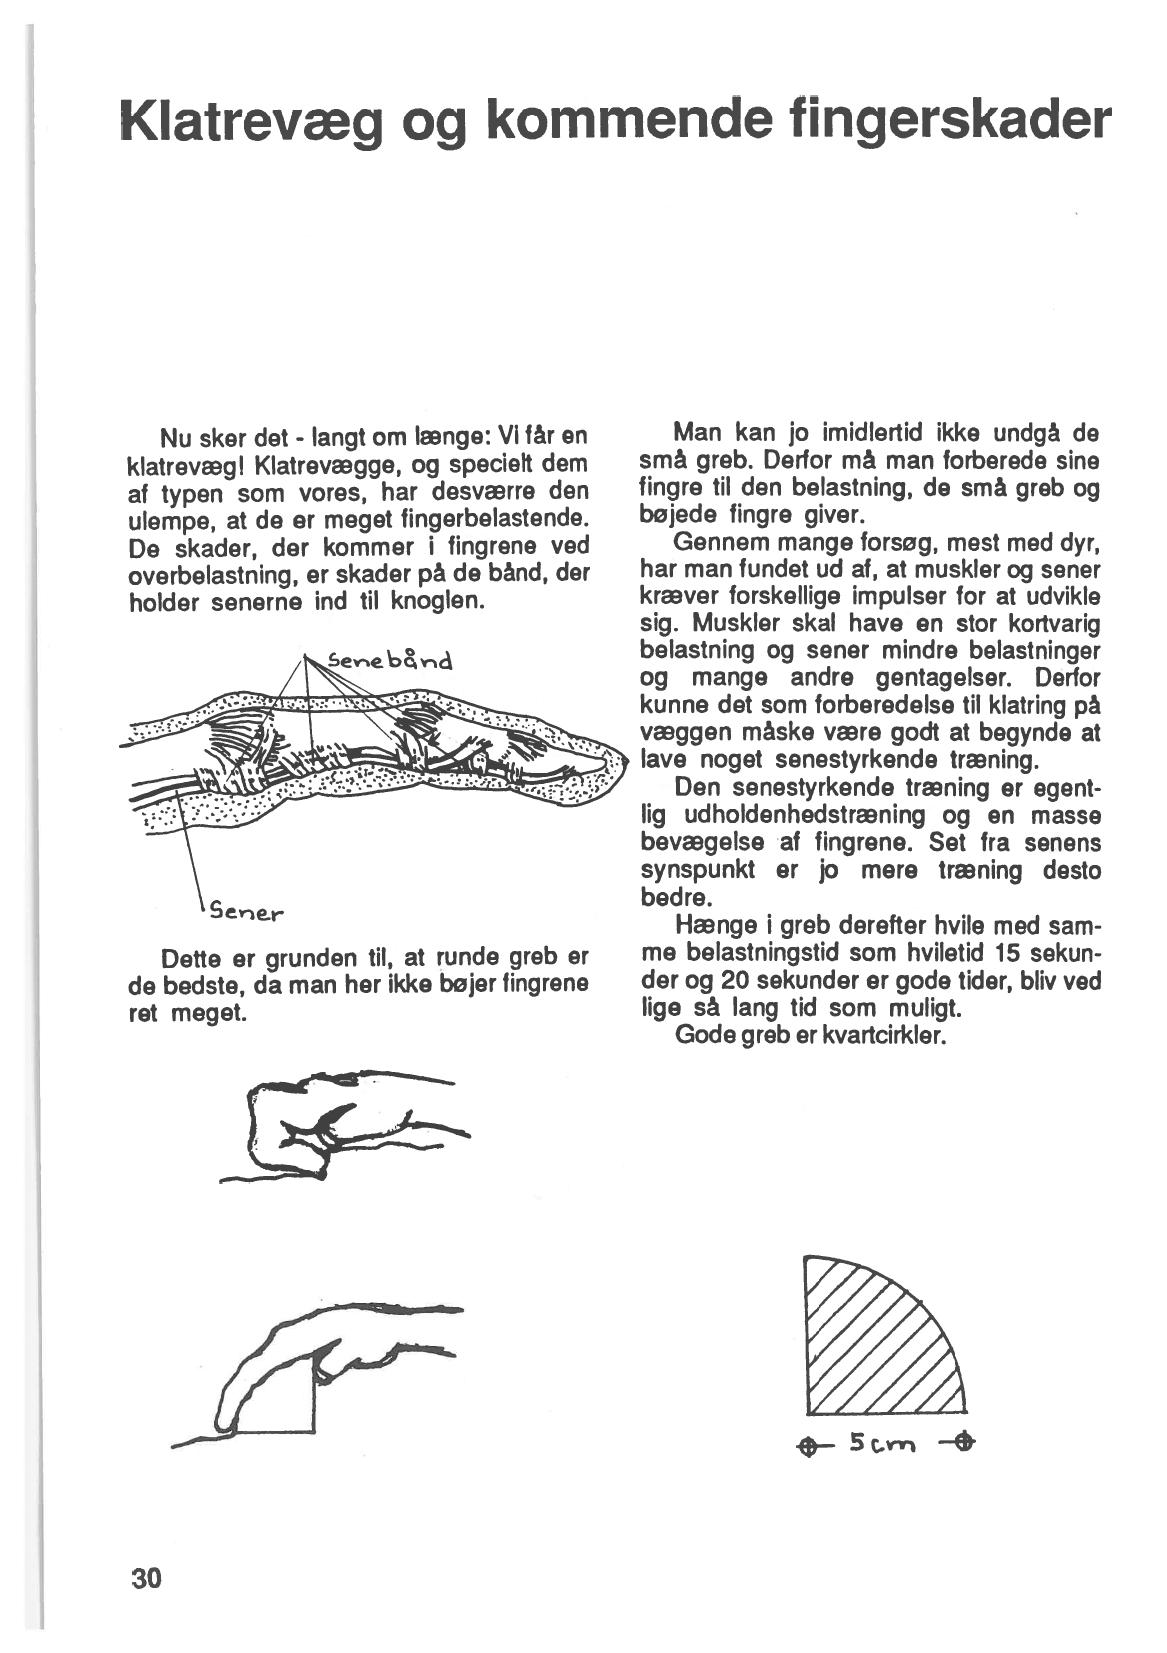 Klatrevæg og kommende fingerskader
Nu sker det - langt om længe: Vi får en
klatrevæg! Klatrevægge, og specielt dem
af typen som vores, har desværre den
ulempe, at de er meget fingerbelastende.
De skader, der kommer i fingrene ved
overbelastning, er skader på de bånd, der
holder senerne ind til knoglen.
Senebånd
Sener
Dette er grunden til, at runde greb er
de bedste, da man her ikke bøjer fingrene
ret meget.
Man kan jo imidlertid ikke undgå de
små greb. Derfor må man forberede sine
fingre til den belastning, de små greb og
bøjede fingre giver.
Gennem mange forsøg, mest med dyr,
har man fundet ud af, at muskler og sener
kræver forskellige impulser for at udvikle
sig. Muskler skal have en stor kortvarig
belastning og sener mindre belastninger
og mange andre gentagelser. Derfor
kunne det som forberedelse til klatring på
væggen måske være godt at begynde at
lave noget senestyrkende træning.
Den senestyrkende træning er egent-
lig udholdenhedstræning og en masse
bevægelse af fingrene. Set fra senens
synspunkt er jo mere træning desto
bedre.
Hænge i greb derefter hvile med sam-
me belastningstid som hviletid 15 sekun-
der og 20 sekunder er gode tider, bliv ved
lige så lang tid som muligt.
Gode greb er kvartcirkler.
5 cm
30